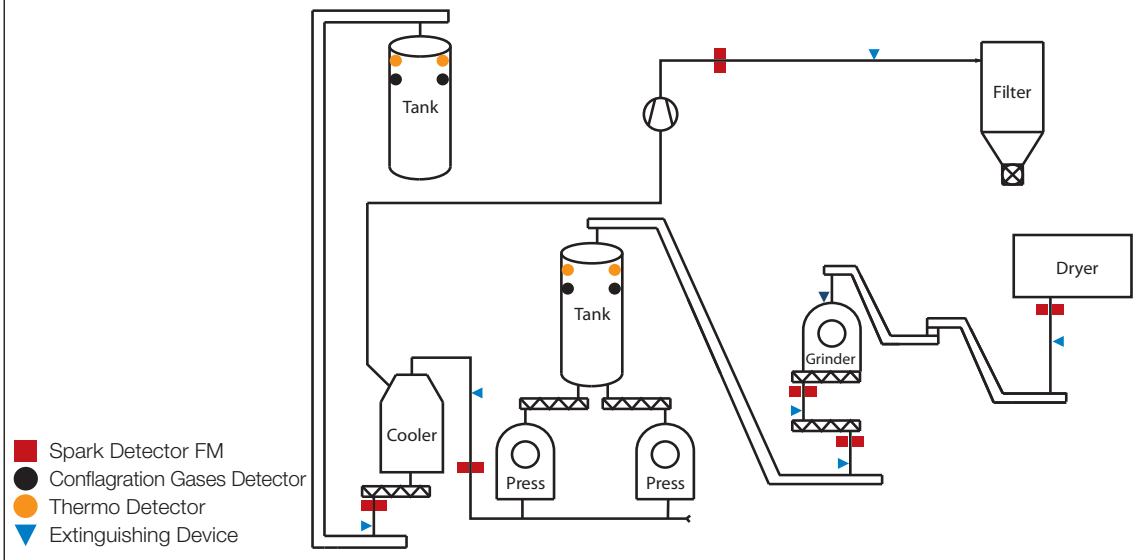 Tank
Filter
Dryer
Tank
Grinder
Cooler
Press
Press
Spark Detector FM
Conflagration Gases Detector
Thermo Detector
Extinguishing Device